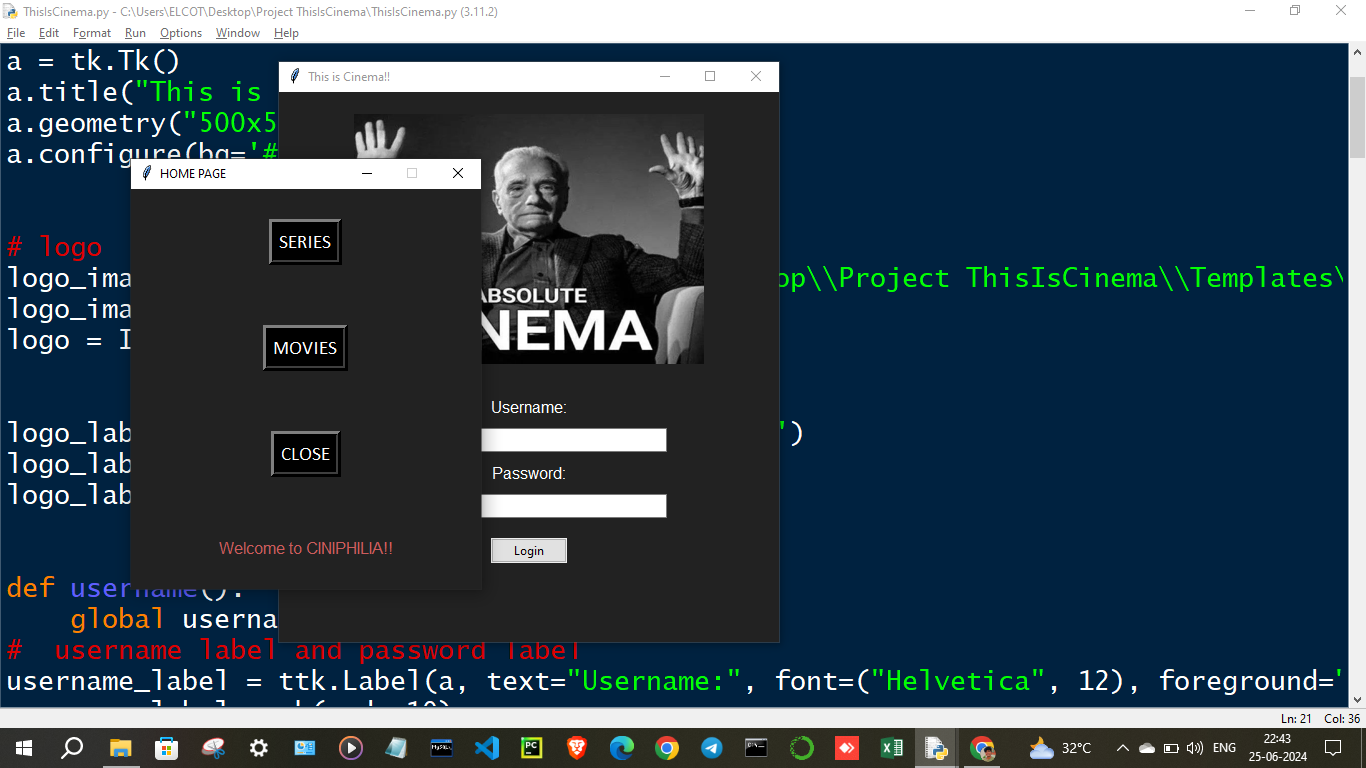 ThisIsCinema.py - C:\Users\ELCOT\Desktop\Project ThisIsCinema\ThisIsCinema.py (3.11.2)
File Edit Format Run Options Window Help
a = tk.Tk()
a.title("This is
a.geometry("500x5
a.configure(bg='#
# logo
logo_ima
op\\Project ThisIsCinema\\Templates\
logo_ima
logo = I
logo_lab
')
logo_lab
logo_lab
def username():
global userna
# username label and password label
username_label = ttk.Label(a, text="Username:", font=("Helvetica", 12), foreground='
This is Cinema!!
ABSOLUTE
NEMA
Username:
Password:
Login
HOME PAGE
SERIES
MOVIES
CLOSE
Welcome to CINIPHILIA!!
Ln: 21 Col: 36
MySQL
PC
32°C
ENG
22:43
25-06-2024